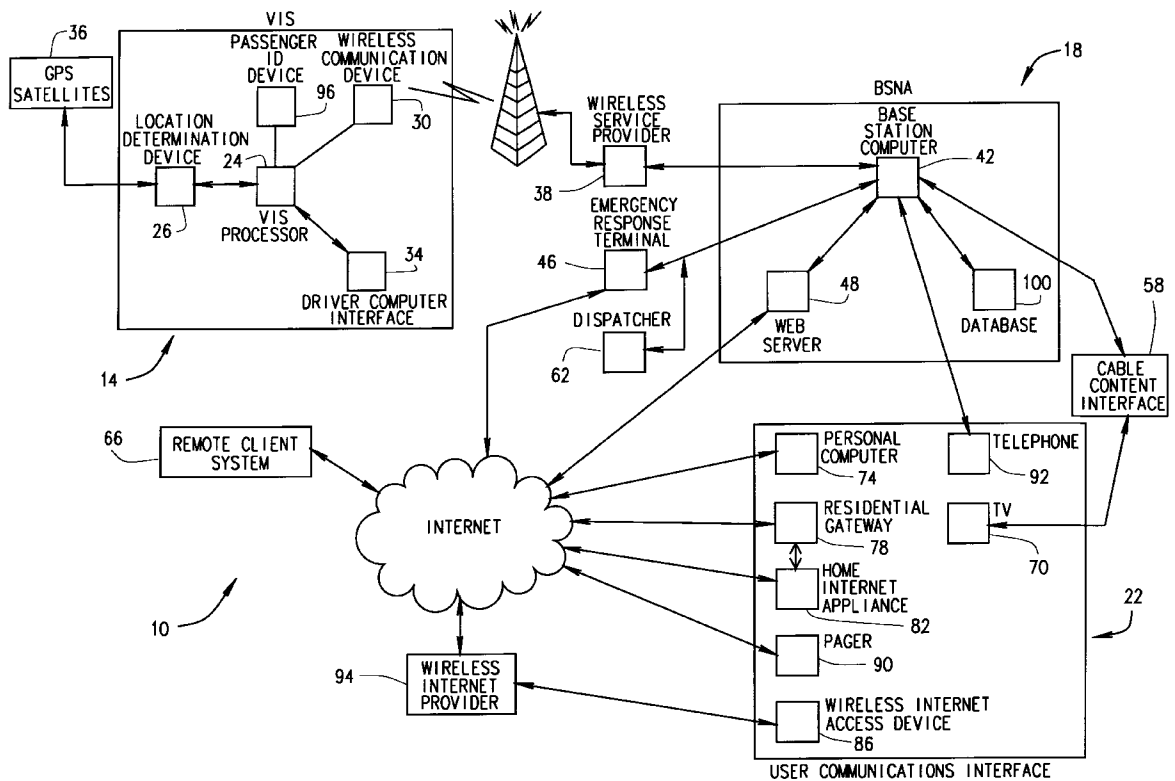 VIS
36
GPS
SATELLITES
PASSENGER
ID
DEVICE
96
WIRELESS
COMMUNICATION
DEVICE
30
LOCATION
DETERMINATION
DEVICE
26
24
VIS
PROCESSOR
34
DRIVER COMPUTER
INTERFACE
14
WIRELESS
SERVICE
PROVIDER
38
EMERGENCY
RESPONSE
TERMINAL
46
DISPATCHER
62
18
BSNA
BASE
STATION
COMPUTER
42
48
WEB
SERVER
100
DATABASE
58
CABLE
CONTENT
INTERFACE
66
REMOTE CLIENT
SYSTEM
INTERNET
10
94
WIRELESS
INTERNET
PROVIDER
PERSONAL
COMPUTER
74
TELEPHONE
92
RESIDENTIAL
GATEWAY
78
TV
70
HOME
INTERNET
APPLIANCE
82
22
PAGER
90
WIRELESS INTERNET
ACCESS DEVICE
86
USER COMMUNICATIONS INTERFACE